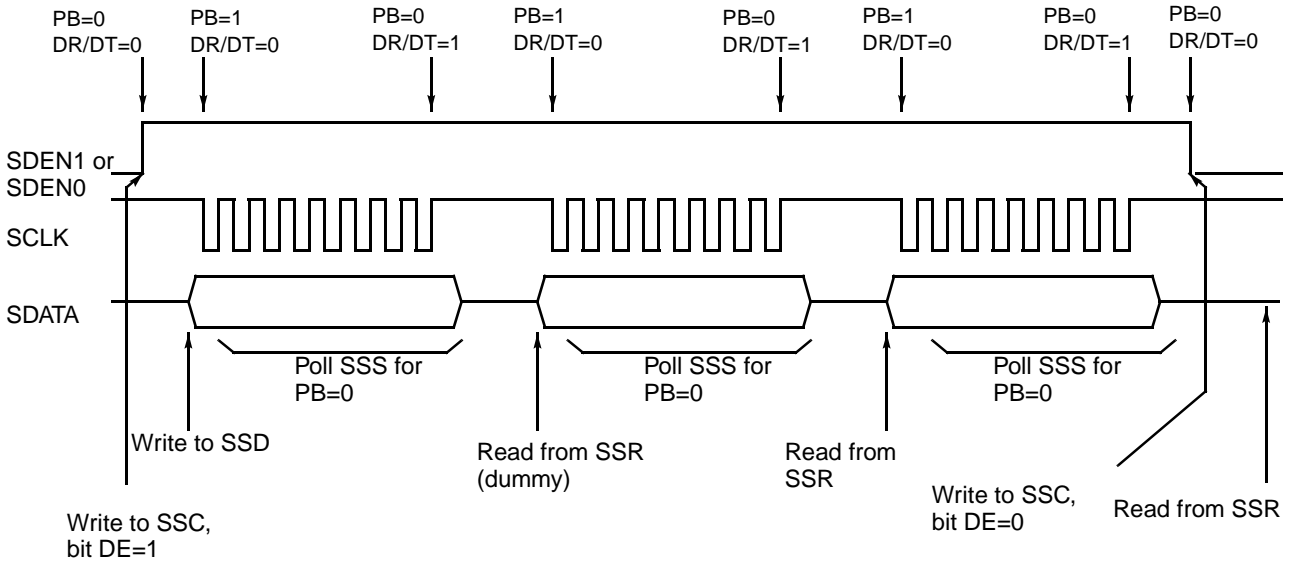 PB=0 PB=1 PB=0 PB=1 PB=0 PB=1 PB=0 PB=0
DR/DT=0 DR/DT=0 DR/DT=1 DR/DT=0 DR/DT=1 DR/DT=0 DR/DT=1 DR/DT=0
SDEN1 or
SDEN0
SCLK
SDATA
Poll SSS for
PB=0
Poll SSS for
PB=0
Poll SSS for
PB=0
Write to SSD
Read from SSR
(dummy)
Read from
SSR
Write to SSC,
bit DE=0
Read from SSR
Write to SSC,
bit DE=1